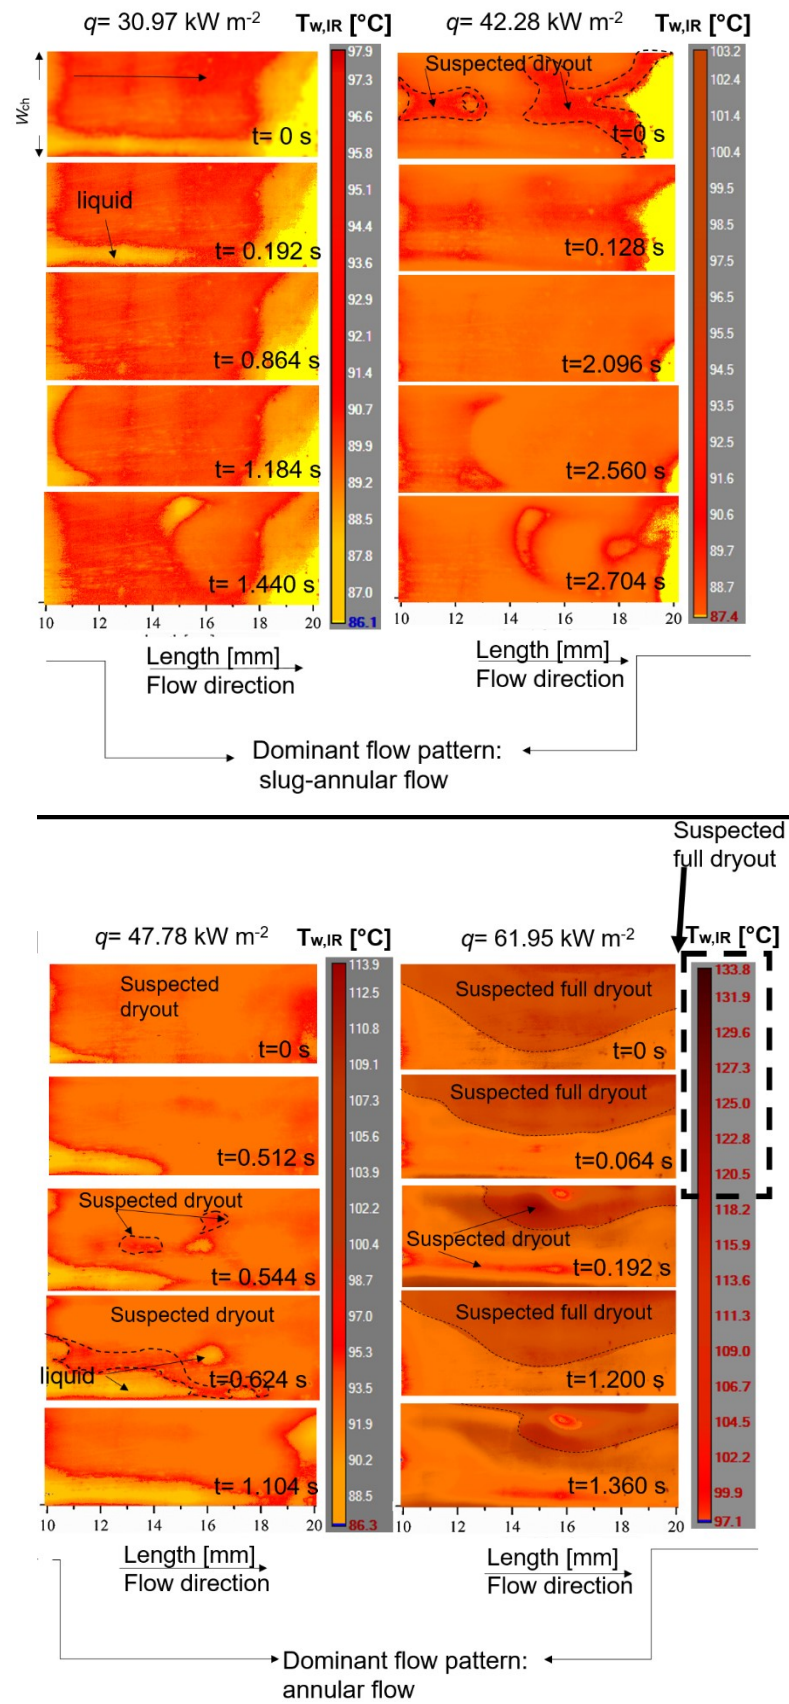 q= 30.97 kW m-2
Tw,IR [°C]
q= 42.28 kW m-2
Tw,IR [°C]
Wch
t= 0 s
liquid
t= 0.192 s
t= 0.864 s
t= 1.184 s
t= 1.440 s
97.9
97.3
96.6
95.8
95.1
94.4
93.6
92.9
92.1
91.4
90.7
89.9
89.2
88.5
87.8
87.0
86.1
Suspected dryout
t=0 s
t=0.128 s
t=2.096 s
t=2.560 s
t=2.704 s
103.2
102.4
101.4
100.4
99.5
98.5
97.5
96.5
95.5
94.5
93.5
92.5
91.6
90.6
89.7
88.7
87.4
10 12 14 16 18 20
10 12 14 16 18 20
Length [mm]
Flow direction
Length [mm]
Flow direction
Dominant flow pattern:
slug-annular flow
Suspected
full dryout
q= 47.78 kW m-2
Tw,IR [°C]
q= 61.95 kW m-2
Tw,IR [°C]
Suspected
dryout
t=0 s
t=0.512 s
Suspected dryout
t= 0.544 s
Suspected dryout
liquid
t=0.624 s
t= 1.104 s
113.9
112.5
110.8
109.1
107.3
105.6
103.9
102.2
100.4
98.7
97.0
95.3
93.5
91.9
90.2
88.5
86.3
Suspected full dryout
t=0 s
Suspected full dryout
t=0.064 s
Suspected dryout
t=0.192 s
Suspected full dryout
t=1.200 s
t=1.360 s
133.8
131.9
129.6
127.3
125.0
122.8
120.5
118.2
115.9
113.6
111.3
109.0
106.7
104.5
102.2
99.9
97.1
10 12 14 16 18 20
10 12 14 16 18 20
Length [mm]
Flow direction
Length [mm]
Flow direction
Dominant flow pattern:
annular flow